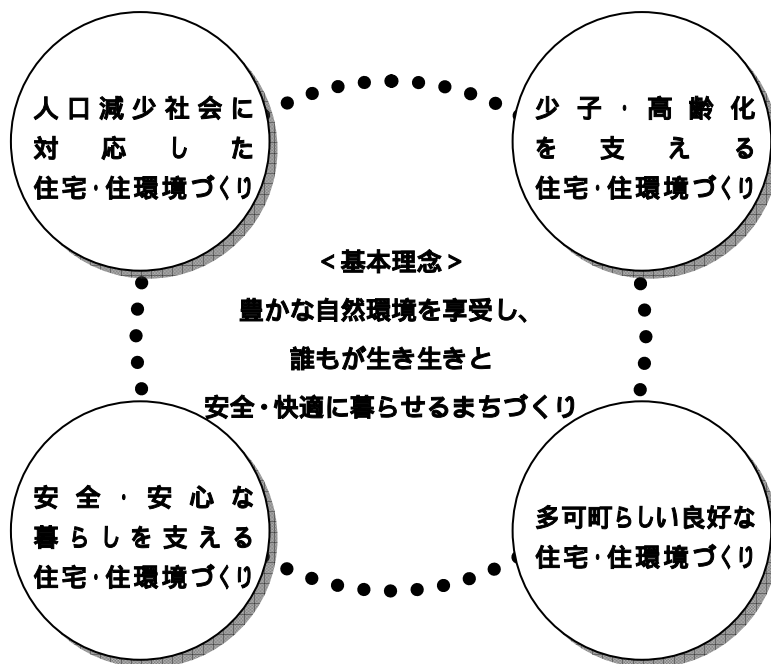 人口減少社会に
対応した
住宅・住環境づくり
少子・高齢化
を支える
住宅・住環境づくり
<基本理念>
豊かな自然環境を享受し、
誰もが生き生きと
安全・快適に暮らせるまちづくり
安全・安心な
暮らしを支える
住宅・住環境づくり
多可町らしい良好な
住宅・住環境づくり